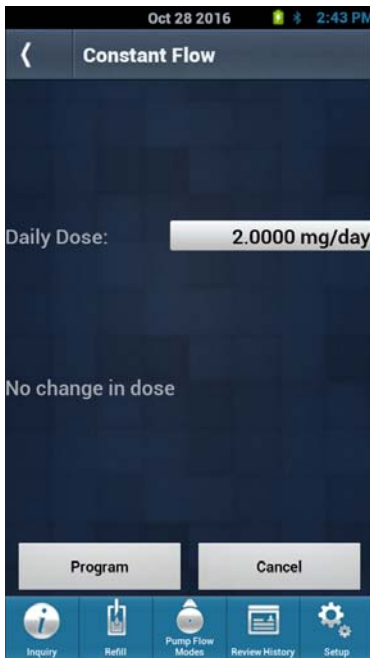 Oct 28 2016 2:43 PM
Constant Flow
Daily Dose: 2.0000 mg/day
No change in dose
Program Cancel
Inquiry Refill Pump Flow Modes Review History Setup